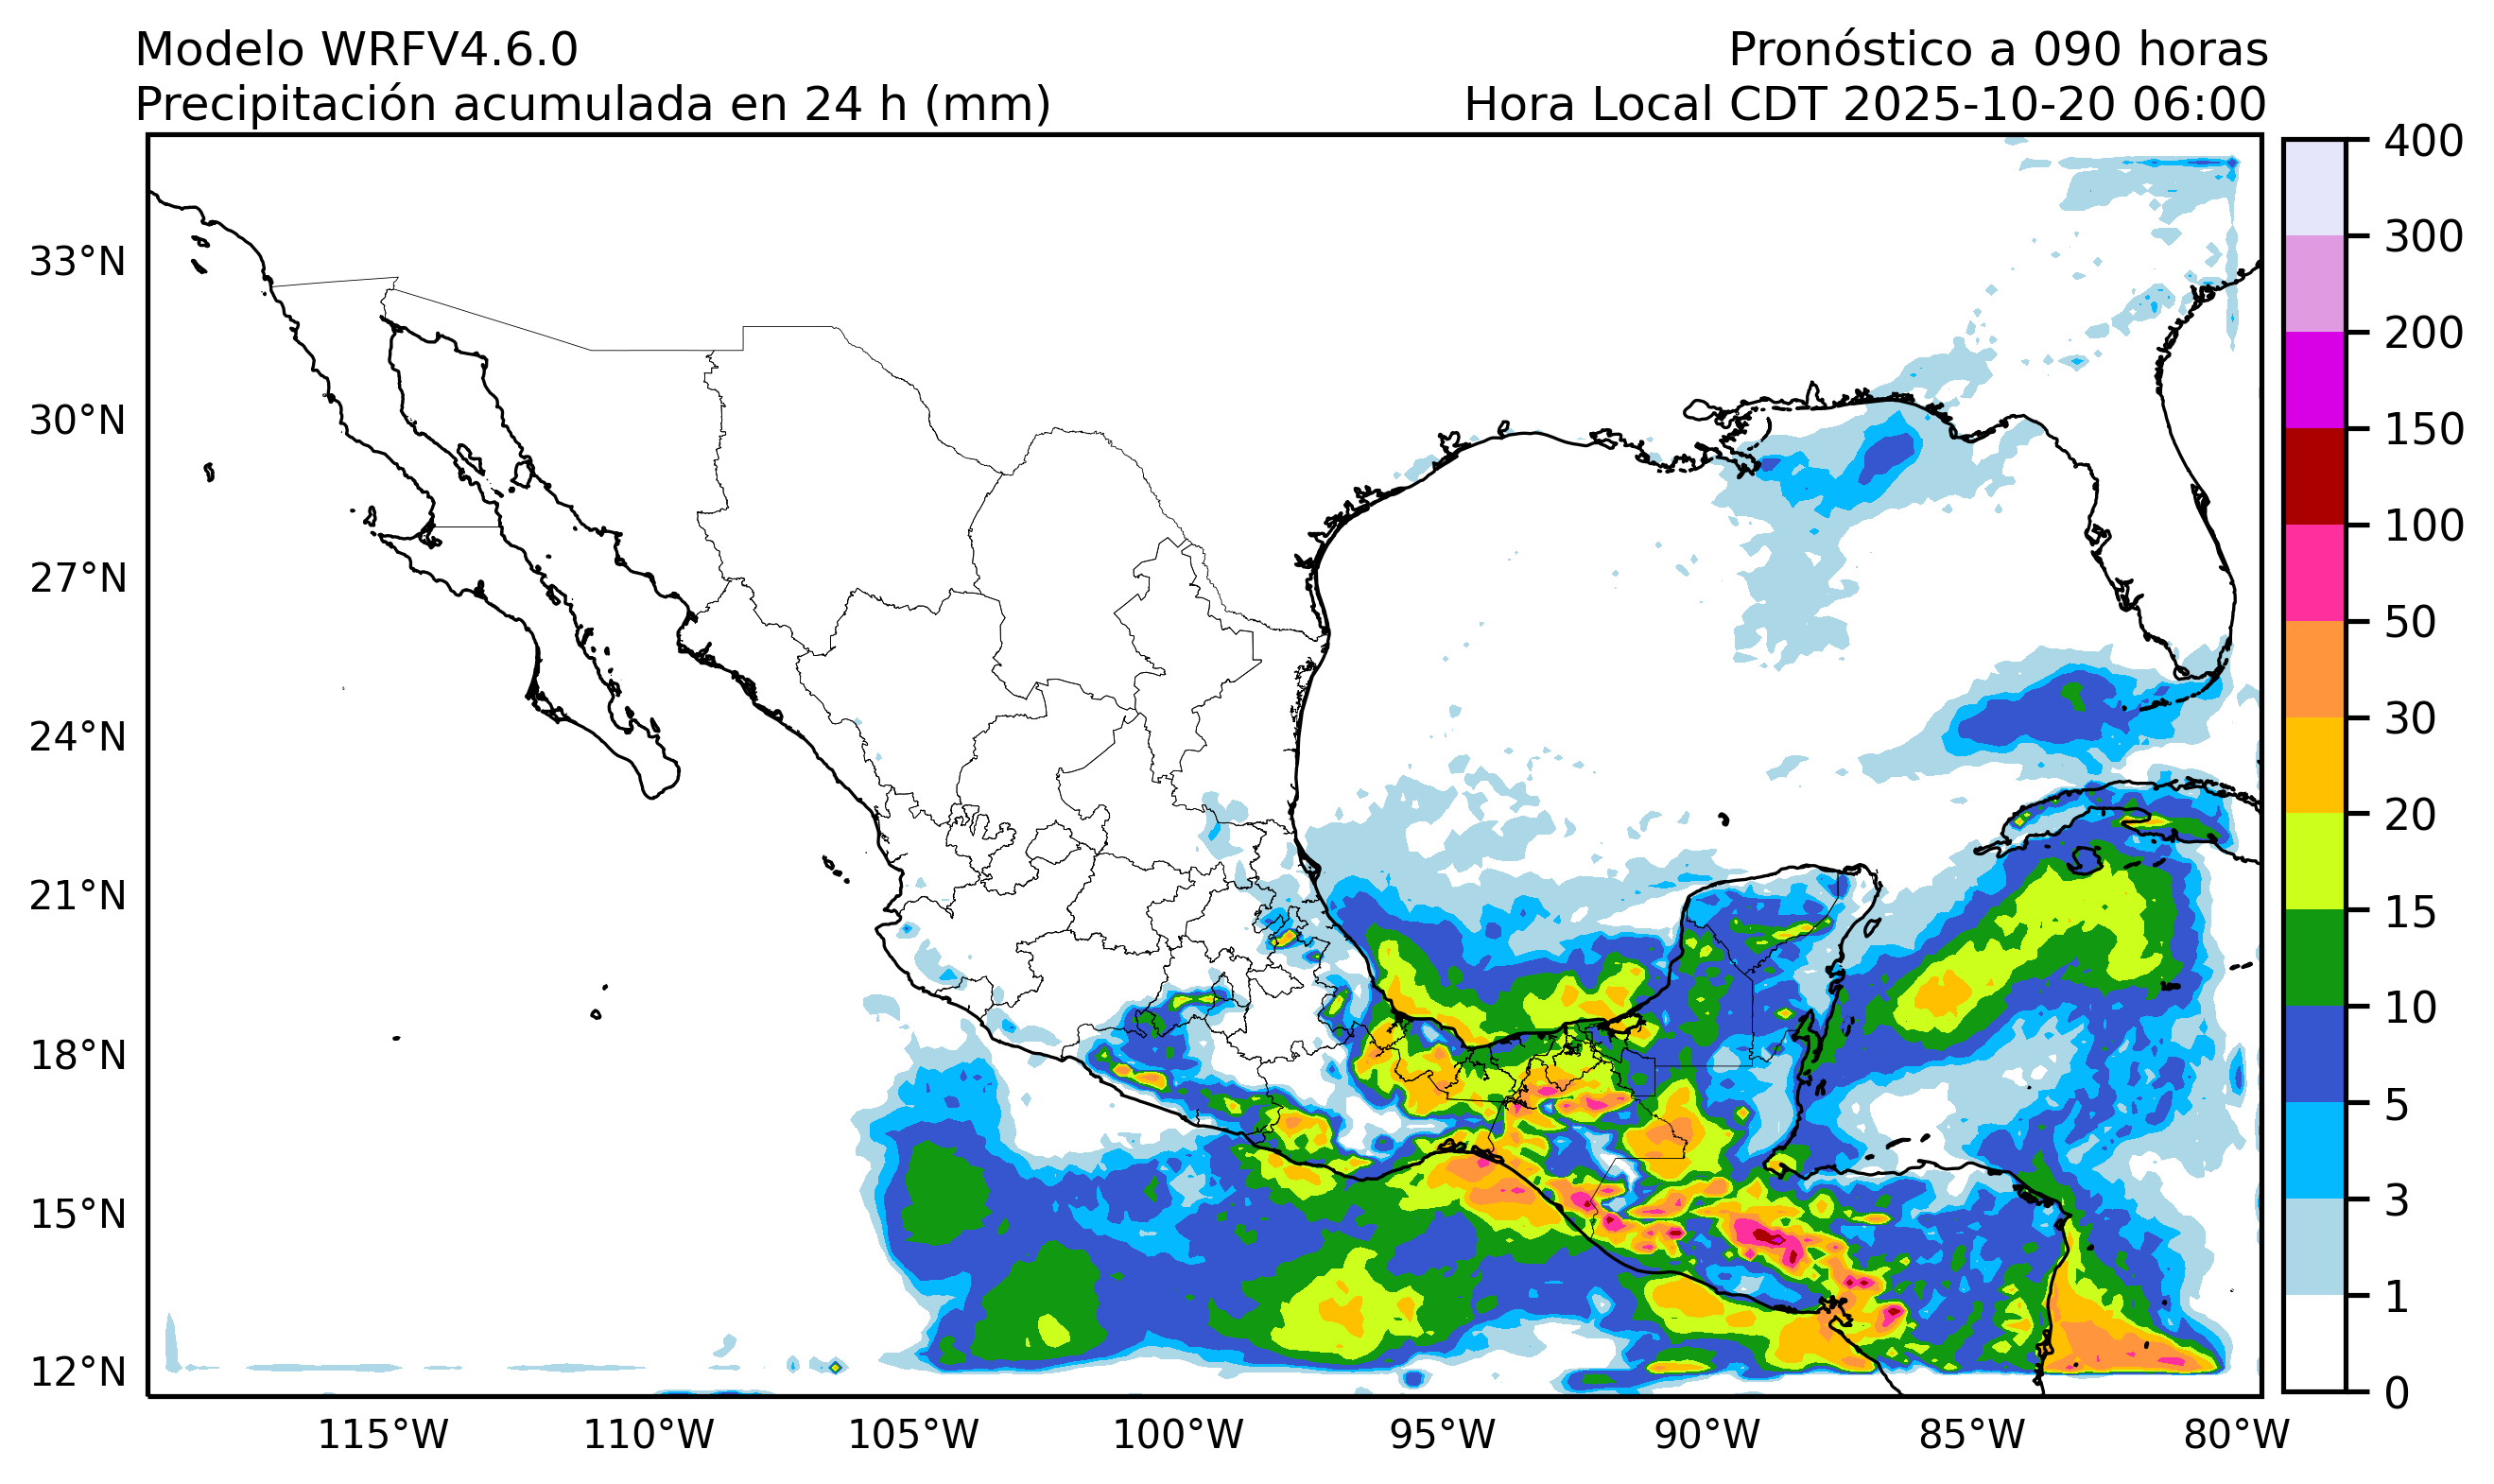 Modelo WRFV4.6.0
Pronóstico a 090 horas
Precipitación acumulada en 24 h (mm)
Hora Local CDT 2025-10-20 06:00
33°N
30°N
27°N
24°N
21°N
18°N
15°N
12°N
115°W
110°W
105°W
100°W
95°W
90°W
85°W
80°W
400
300
200
150
100
50
30
20
15
10
5
3
1
0